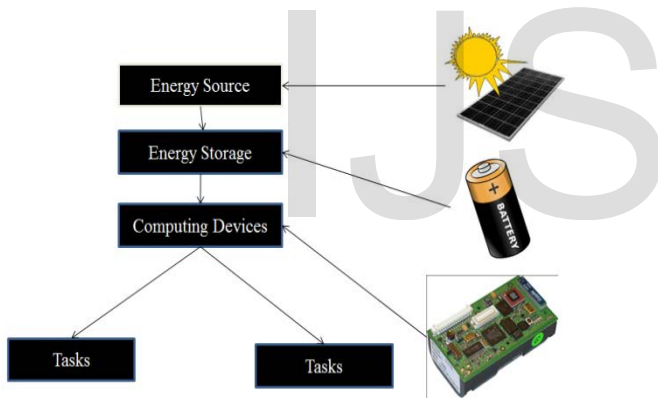 IJS
Energy Source
Energy Storage
+
BATTERY
Computing Devices
Tasks
Tasks